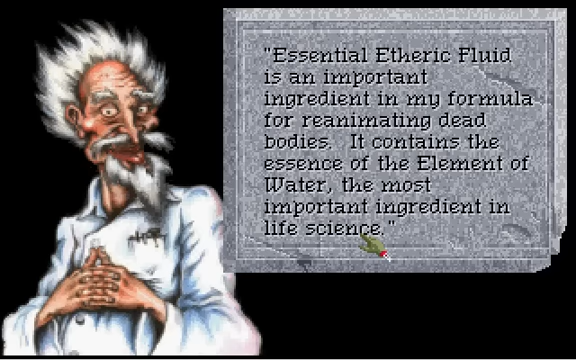 "Essential Etheric Fluid
is an important
ingredient in my formula
for reanimating dead
bodies.  It contains the
essence of the Element of
Water, the most
important ingredient in
life science."